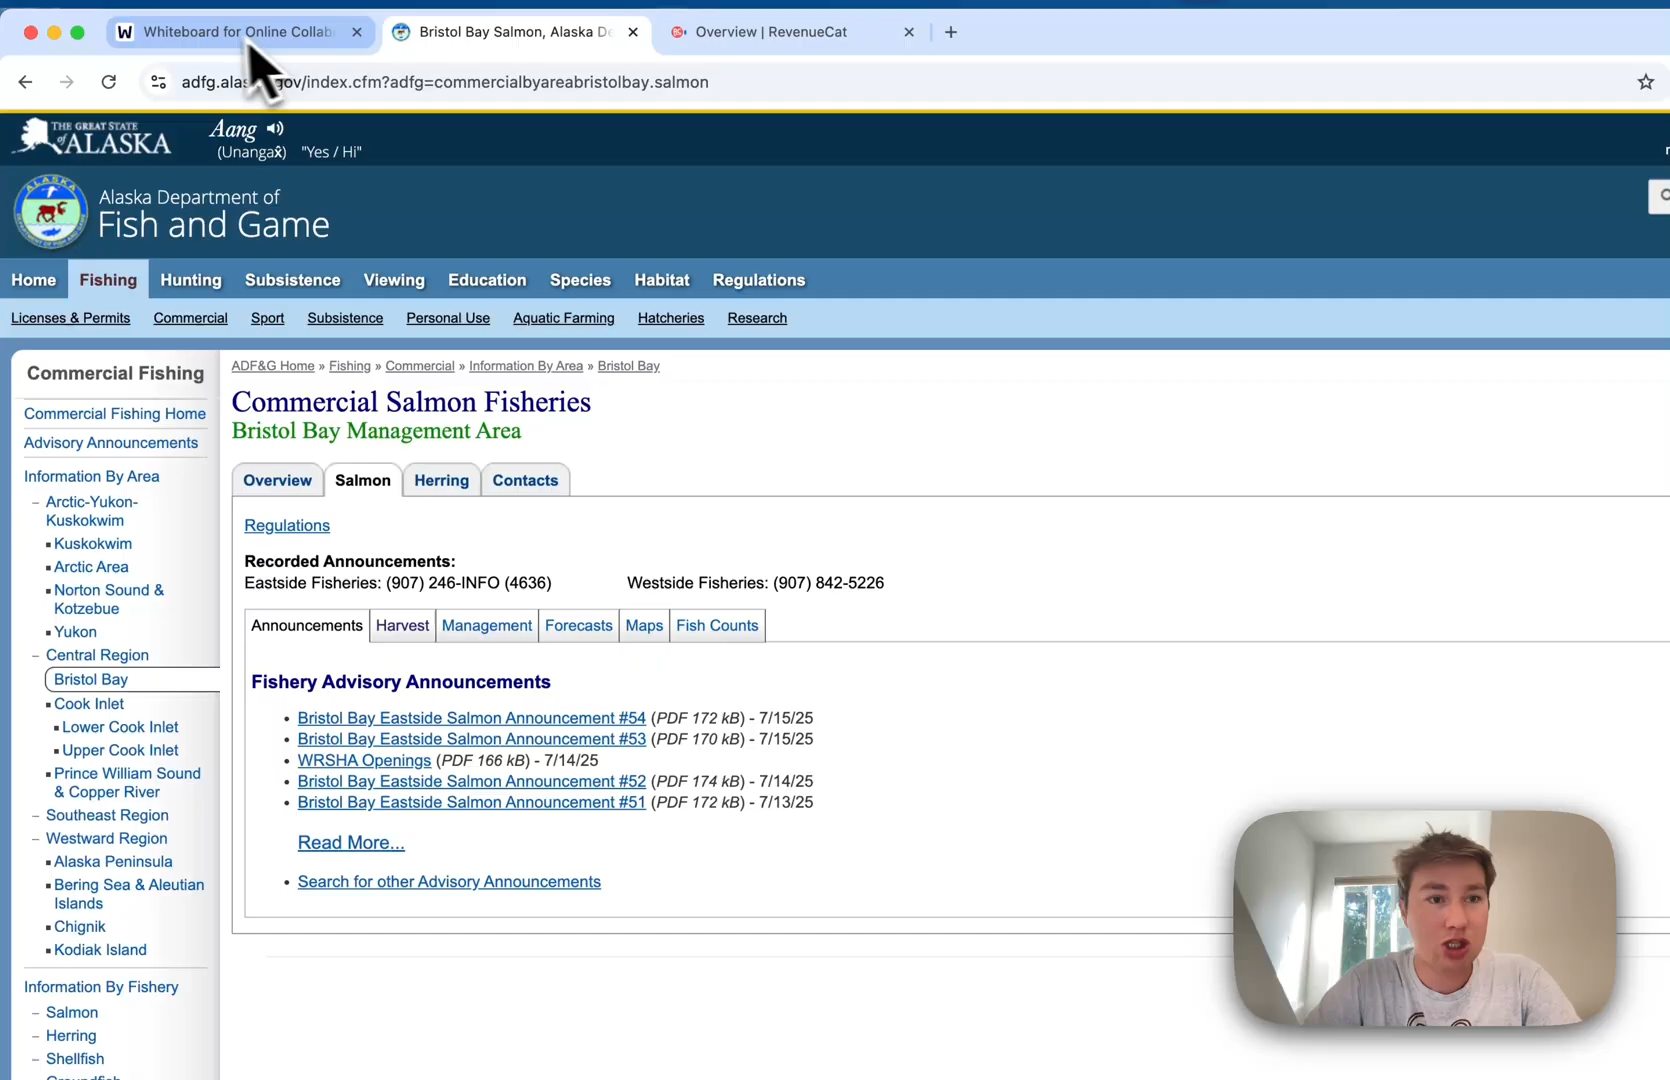 Whiteboard for Online Collab
Bristol Bay Salmon, Alaska De
Overview | RevenueCat
adfg.alas gov/index.cfm?adfg=commercialbyareabristolbay.salmon
THE GREAT STATE
of ALASKA
Aang
(Unangax̂) "Yes / Hi"
Alaska Department of
Fish and Game
Home Fishing Hunting Subsistence Viewing Education Species Habitat Regulations
Licenses & Permits Commercial Sport Subsistence Personal Use Aquatic Farming Hatcheries Research
Commercial Fishing
Commercial Fishing Home
Advisory Announcements
Information By Area
Arctic-Yukon-
Kuskokwim
Kuskokwim
Arctic Area
Norton Sound &
Kotzebue
Yukon
Central Region
Bristol Bay
Cook Inlet
Lower Cook Inlet
Upper Cook Inlet
Prince William Sound
& Copper River
Southeast Region
Westward Region
Alaska Peninsula
Bering Sea & Aleutian
Islands
Chignik
Kodiak Island
Information By Fishery
Salmon
Herring
Shellfish
Groundfish
ADF&G Home » Fishing » Commercial » Information By Area » Bristol Bay
Commercial Salmon Fisheries
Bristol Bay Management Area
Overview Salmon Herring Contacts
Regulations
Recorded Announcements:
Eastside Fisheries: (907) 246-INFO (4636) Westside Fisheries: (907) 842-5226
Announcements Harvest Management Forecasts Maps Fish Counts
Fishery Advisory Announcements
• Bristol Bay Eastside Salmon Announcement #54 (PDF 172 kB) - 7/15/25
• Bristol Bay Eastside Salmon Announcement #53 (PDF 170 kB) - 7/15/25
• WRSHA Openings (PDF 166 kB) - 7/14/25
• Bristol Bay Eastside Salmon Announcement #52 (PDF 174 kB) - 7/14/25
• Bristol Bay Eastside Salmon Announcement #51 (PDF 172 kB) - 7/13/25
Read More...
• Search for other Advisory Announcements